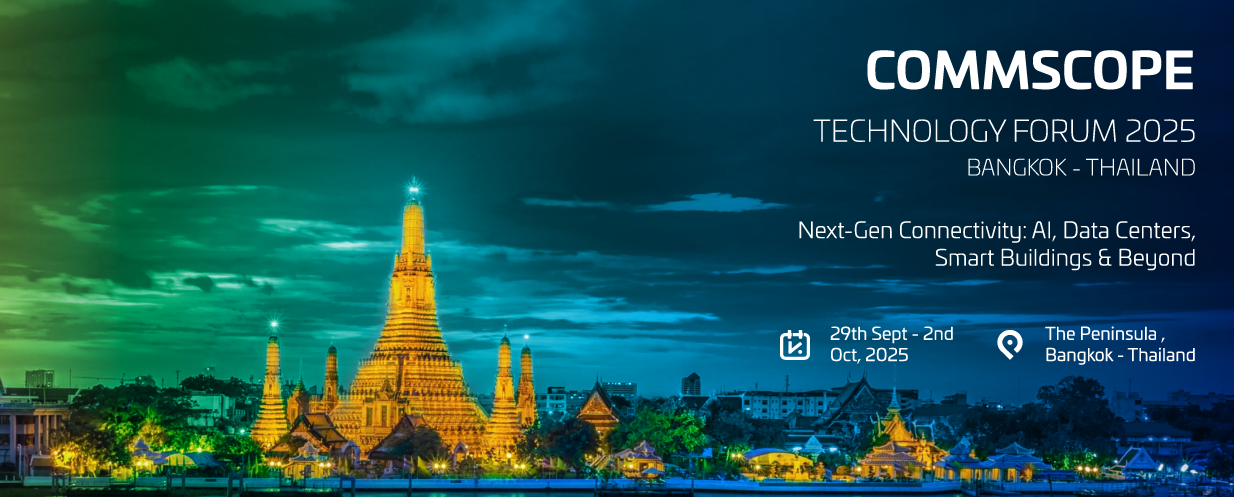 COMMSCOPE
TECHNOLOGY FORUM 2025
BANGKOK - THAILAND
Next-Gen Connectivity: AI, Data Centers,
Smart Buildings & Beyond
29th Sept - 2nd
Oct, 2025
The Peninsula ,
Bangkok - Thailand